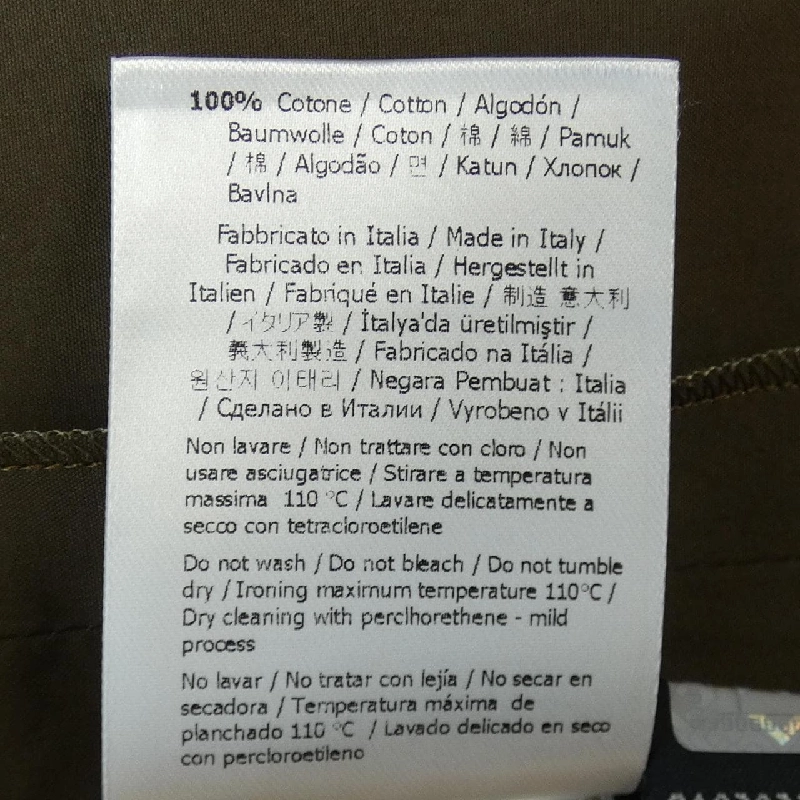 100% Cotone / Cotton / Algodón /
Baumwolle / Coton / 棉 / 綿 / Pamuk
/ 棉 / Algodão / 면 / Katun / Хлопок /
Bavlna
Fabbricato in Italia / Made in Italy /
Fabricado en Italia / Hergestellt in
Italien / Fabriqué en Italie / 制造 意大利
/ イタリア製 / İtalya'da üretilmiştir /
義大利製造 / Fabricado na Itália /
원산지 이태리 / Negara Pembuat : Italia
/ Сделано в Италии / Vyrobeno v Itálii
Non lavare / Non trattare con cloro / Non
usare asciugatrice / Stirare a temperatura
massima 110 °C / Lavare delicatamente a
secco con tetracloroetilene
Do not wash / Do not bleach / Do not tumble
dry / Ironing maximum temperature 110°C /
Dry cleaning with perclhorethene - mild
process
No lavar / No tratar con lejía / No secar en
secadora / Temperatura máxima de
planchado 110 °C / Lavado delicado en seco
con percloroetileno